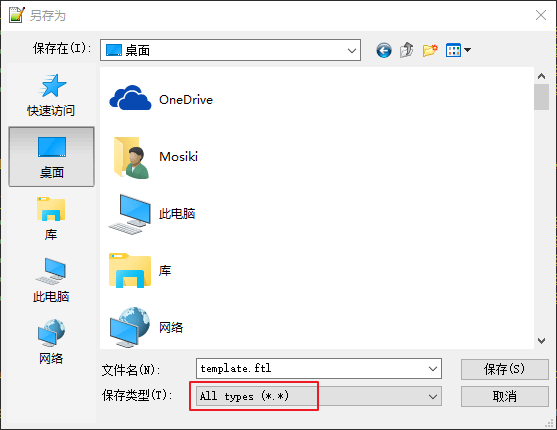 另存为
保存在(I):
桌面
快速访问
桌面
库
此电脑
网络
OneDrive
Mosiki
此电脑
库
网络
文件名(N):
template.ftl
保存(S)
保存类型(T):
All types (*.*)
取消